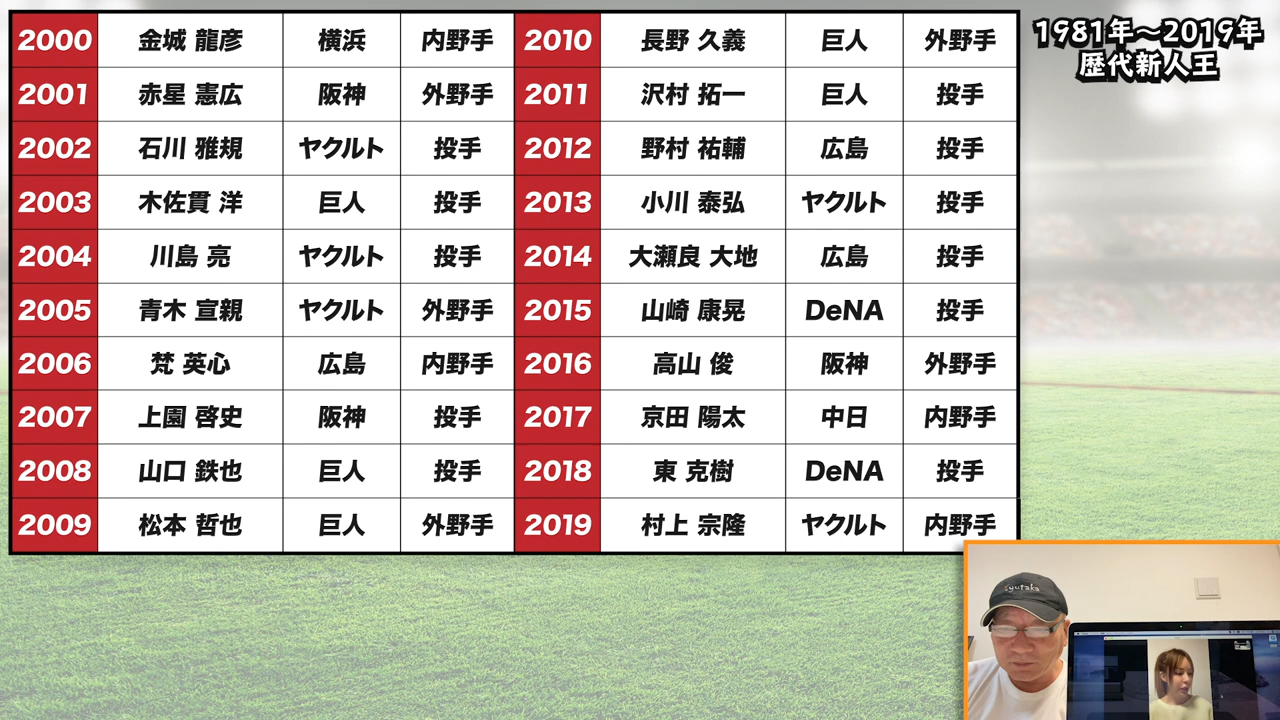 1981年～2019年
歴代新人王
2000 金城 龍彦 横浜 内野手 2010 長野 久義 巨人 外野手
2001 赤星 憲広 阪神 外野手 2011 沢村 拓一 巨人 投手
2002 石川 雅規 ヤクルト 投手 2012 野村 祐輔 広島 投手
2003 木佐貫 洋 巨人 投手 2013 小川 泰弘 ヤクルト 投手
2004 川島 亮 ヤクルト 投手 2014 大瀬良 大地 広島 投手
2005 青木 宣親 ヤクルト 外野手 2015 山崎 康晃 DeNA 投手
2006 梵 英心 広島 内野手 2016 高山 俊 阪神 外野手
2007 上園 啓史 阪神 投手 2017 京田 陽太 中日 内野手
2008 山口 鉄也 巨人 投手 2018 東 克樹 DeNA 投手
2009 松本 哲也 巨人 外野手 2019 村上 宗隆 ヤクルト 内野手
yutaka